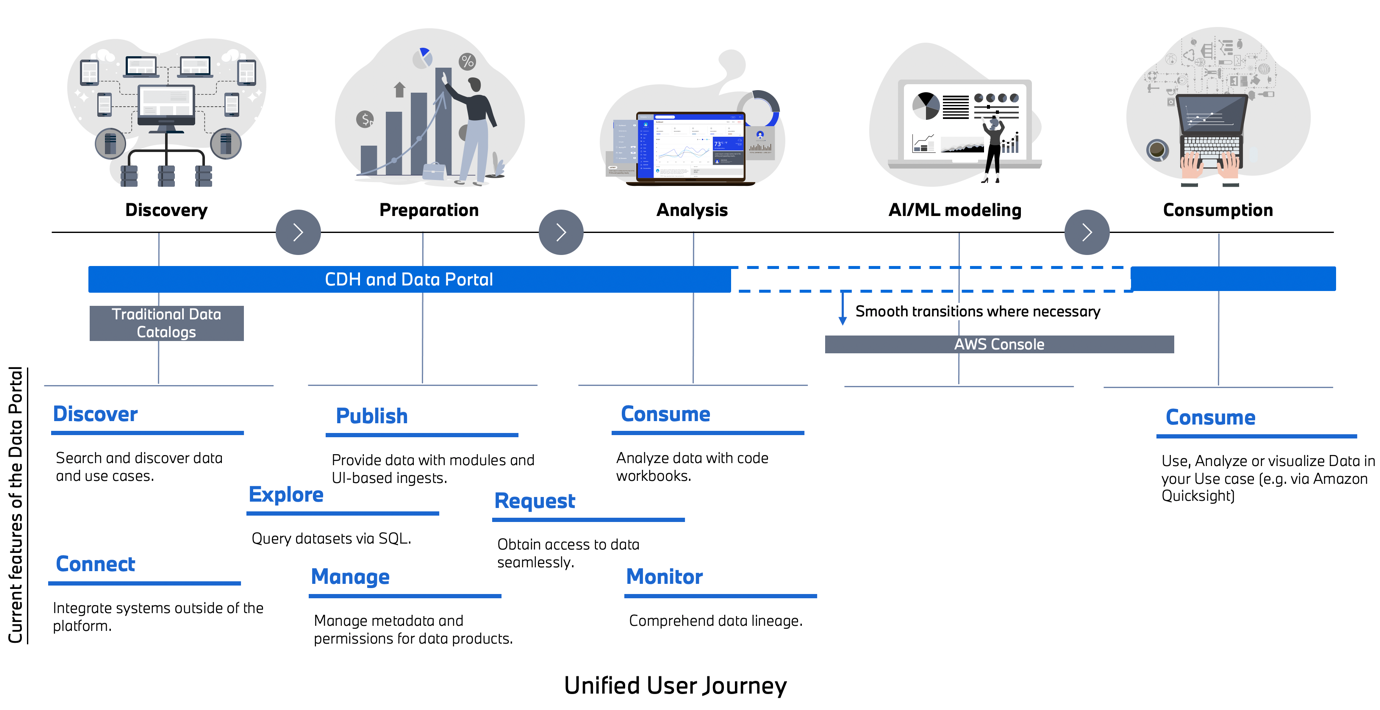 Discovery
Preparation
Analysis
AI/ML modeling
Consumption
CDH and Data Portal
Traditional Data
Catalogs
Smooth transitions where necessary
AWS Console
Current features of the Data Portal
Discover
Search and discover data
and use cases.
Publish
Provide data with modules and
UI-based ingests.
Consume
Analyze data with code
workbooks.
Consume
Use, Analyze or visualize Data in
your Use case (e.g. via Amazon
Quicksight)
Explore
Query datasets via SQL.
Request
Obtain access to data
seamlessly.
Connect
Integrate systems outside of the
platform.
Manage
Manage metadata and
permissions for data products.
Monitor
Comprehend data lineage.
Unified User Journey